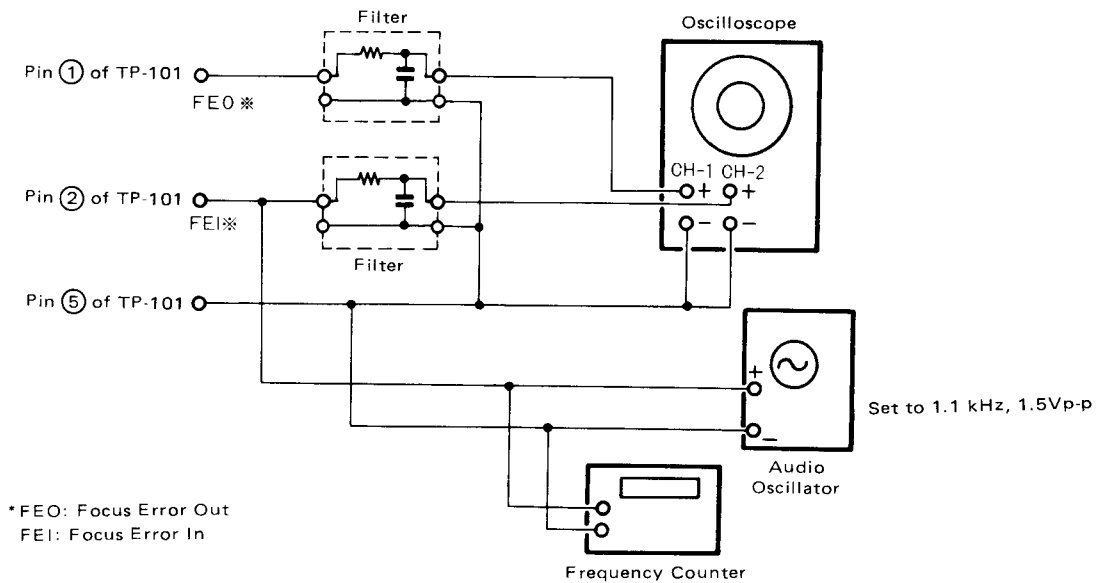 Filter
Oscilloscope
Pin ① of TP-101
FEO※
CH-1 CH-2
+ +
− −
Pin ② of TP-101
FEI※
Filter
Pin ⑤ of TP-101
+
−
Set to 1.1 kHz, 1.5Vp-p
Audio
Oscillator
*FEO: Focus Error Out
FEI: Focus Error In
Frequency Counter